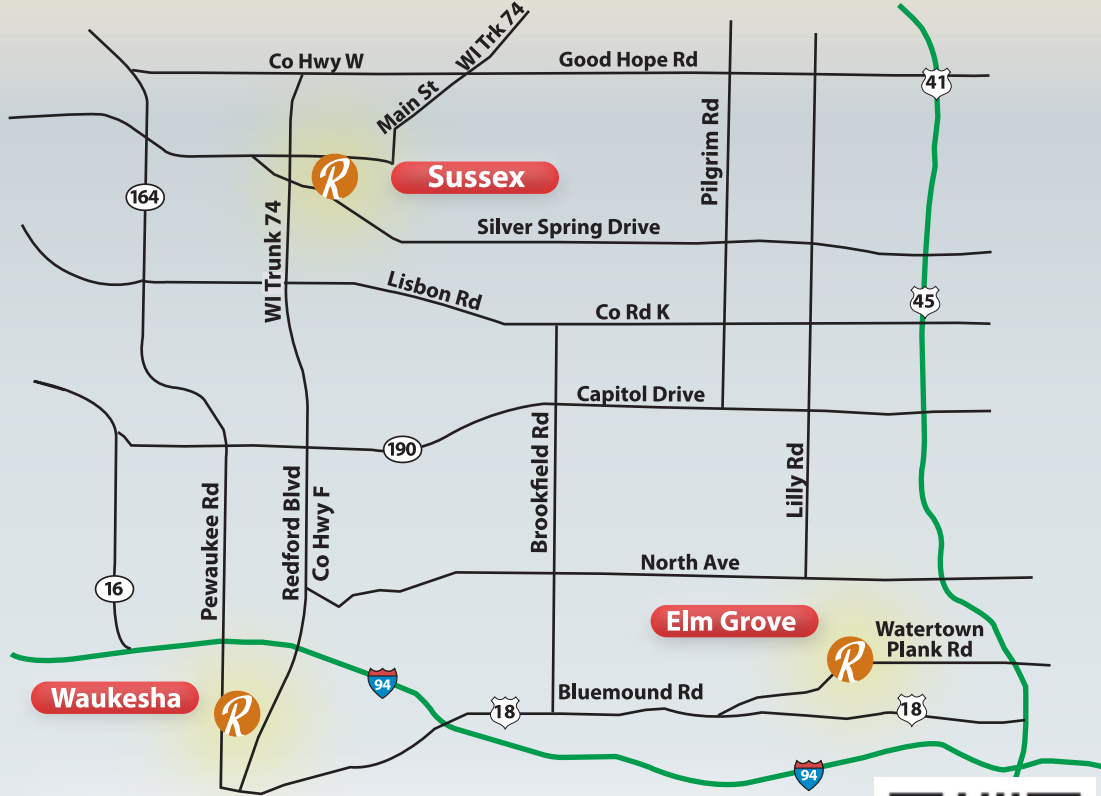 WI Trk 74
Co Hwy W
Good Hope Rd
41
Main St
Pilgrim Rd
R
Sussex
164
WI Trunk 74
Silver Spring Drive
Lisbon Rd
45
Co Rd K
Capitol Drive
190
Brookfield Rd
Lilly Rd
Pewaukee Rd
Redford Blvd
Co Hwy F
16
North Ave
Elm Grove
Watertown
Plank Rd
R
94
Waukesha
R
Bluemound Rd
18
18
94